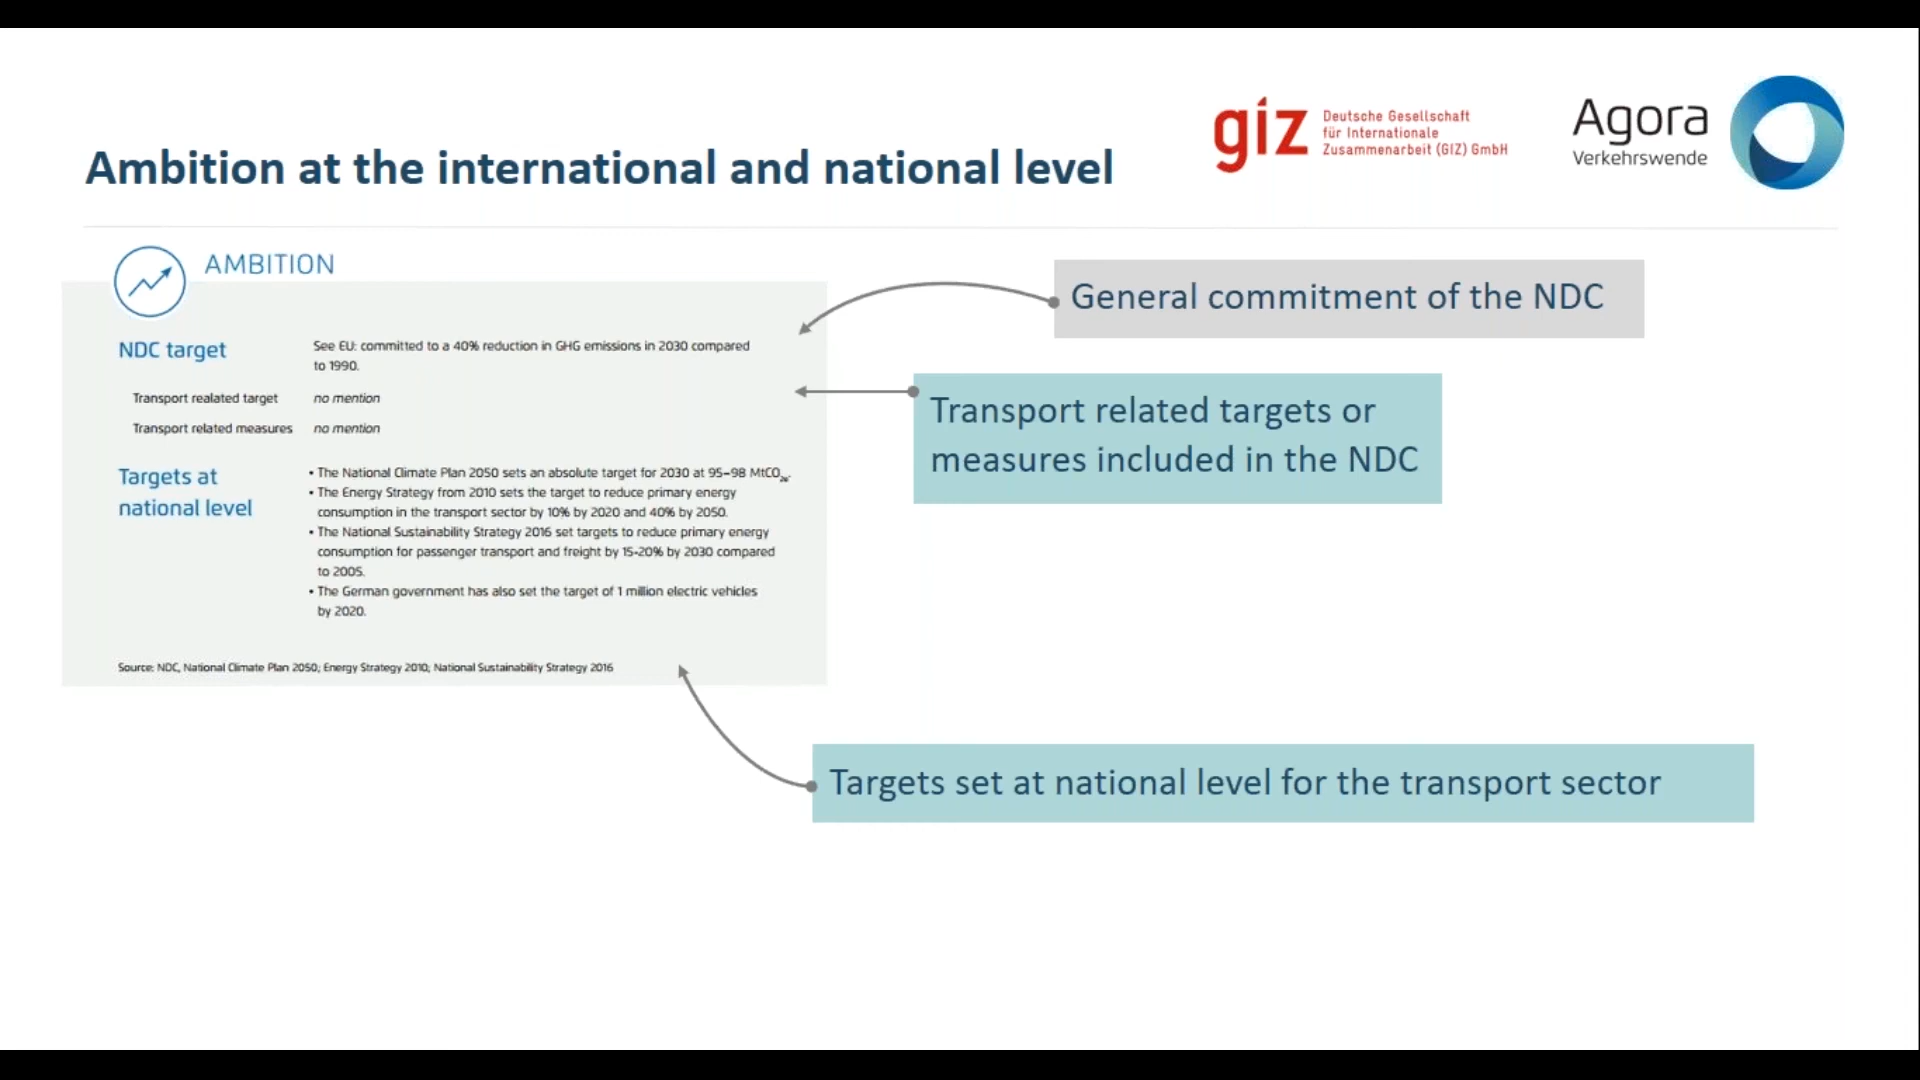 giz
Deutsche Gesellschaft
für Internationale
Zusammenarbeit (GIZ) GmbH
Agora
Verkehrswende
Ambition at the international and national level
AMBITION
General commitment of the NDC
NDC target
See EU: committed to a 40% reduction in GHG emissions in 2030 compared
to 1990.
Transport realated target no mention
Transport related measures no mention
Transport related targets or
measures included in the NDC
Targets at
national level
• The National Climate Plan 2050 sets an absolute target for 2030 at 95–98 MtCO2e.
• The Energy Strategy from 2010 sets the target to reduce primary energy
consumption in the transport sector by 10% by 2020 and 40% by 2050.
• The National Sustainability Strategy 2016 set targets to reduce primary energy
consumption for passenger transport and freight by 15-20% by 2030 compared
to 2005.
• The German government has also set the target of 1 million electric vehicles
by 2020.
Source: NDC, National Climate Plan 2050; Energy Strategy 2010; National Sustainability Strategy 2016
Targets set at national level for the transport sector